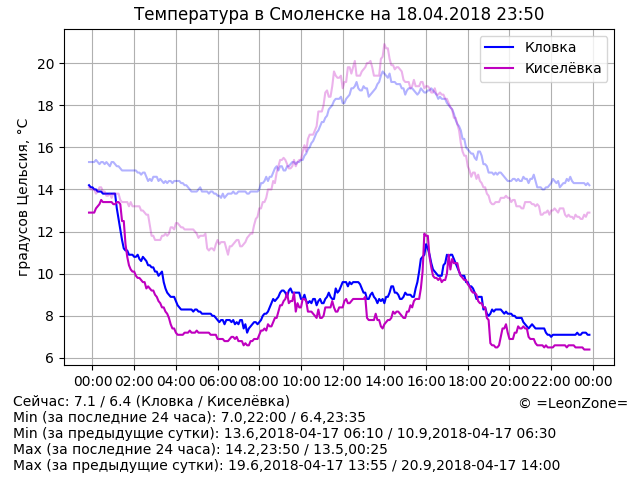 Температура в Смоленске на 18.04.2018 23:50
Кловка
Киселёвка
градусов Цельсия, °C
20
18
16
14
12
10
8
6
00:00 02:00 04:00 06:00 08:00 10:00 12:00 14:00 16:00 18:00 20:00 22:00 00:00
Сейчас: 7.1 / 6.4 (Кловка / Киселёвка)
© =LeonZone=
Min (за последние 24 часа): 7.0,22:00 / 6.4,23:35
Min (за предыдущие сутки): 13.6,2018-04-17 06:10 / 10.9,2018-04-17 06:30
Max (за последние 24 часа): 14.2,23:50 / 13.5,00:25
Max (за предыдущие сутки): 19.6,2018-04-17 13:55 / 20.9,2018-04-17 14:00